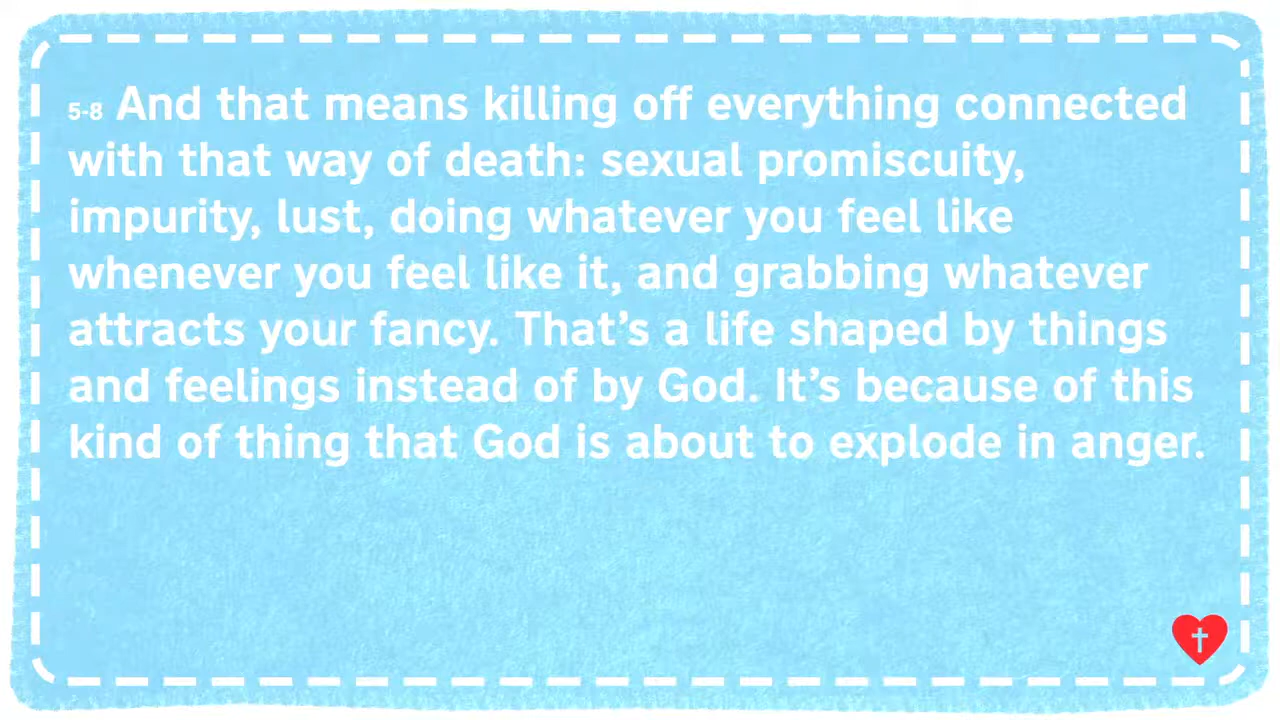 5-8 And that means killing off everything connected
with that way of death: sexual promiscuity,
impurity, lust, doing whatever you feel like
whenever you feel like it, and grabbing whatever
attracts your fancy. That’s a life shaped by things
and feelings instead of by God. It’s because of this
kind of thing that God is about to explode in anger.